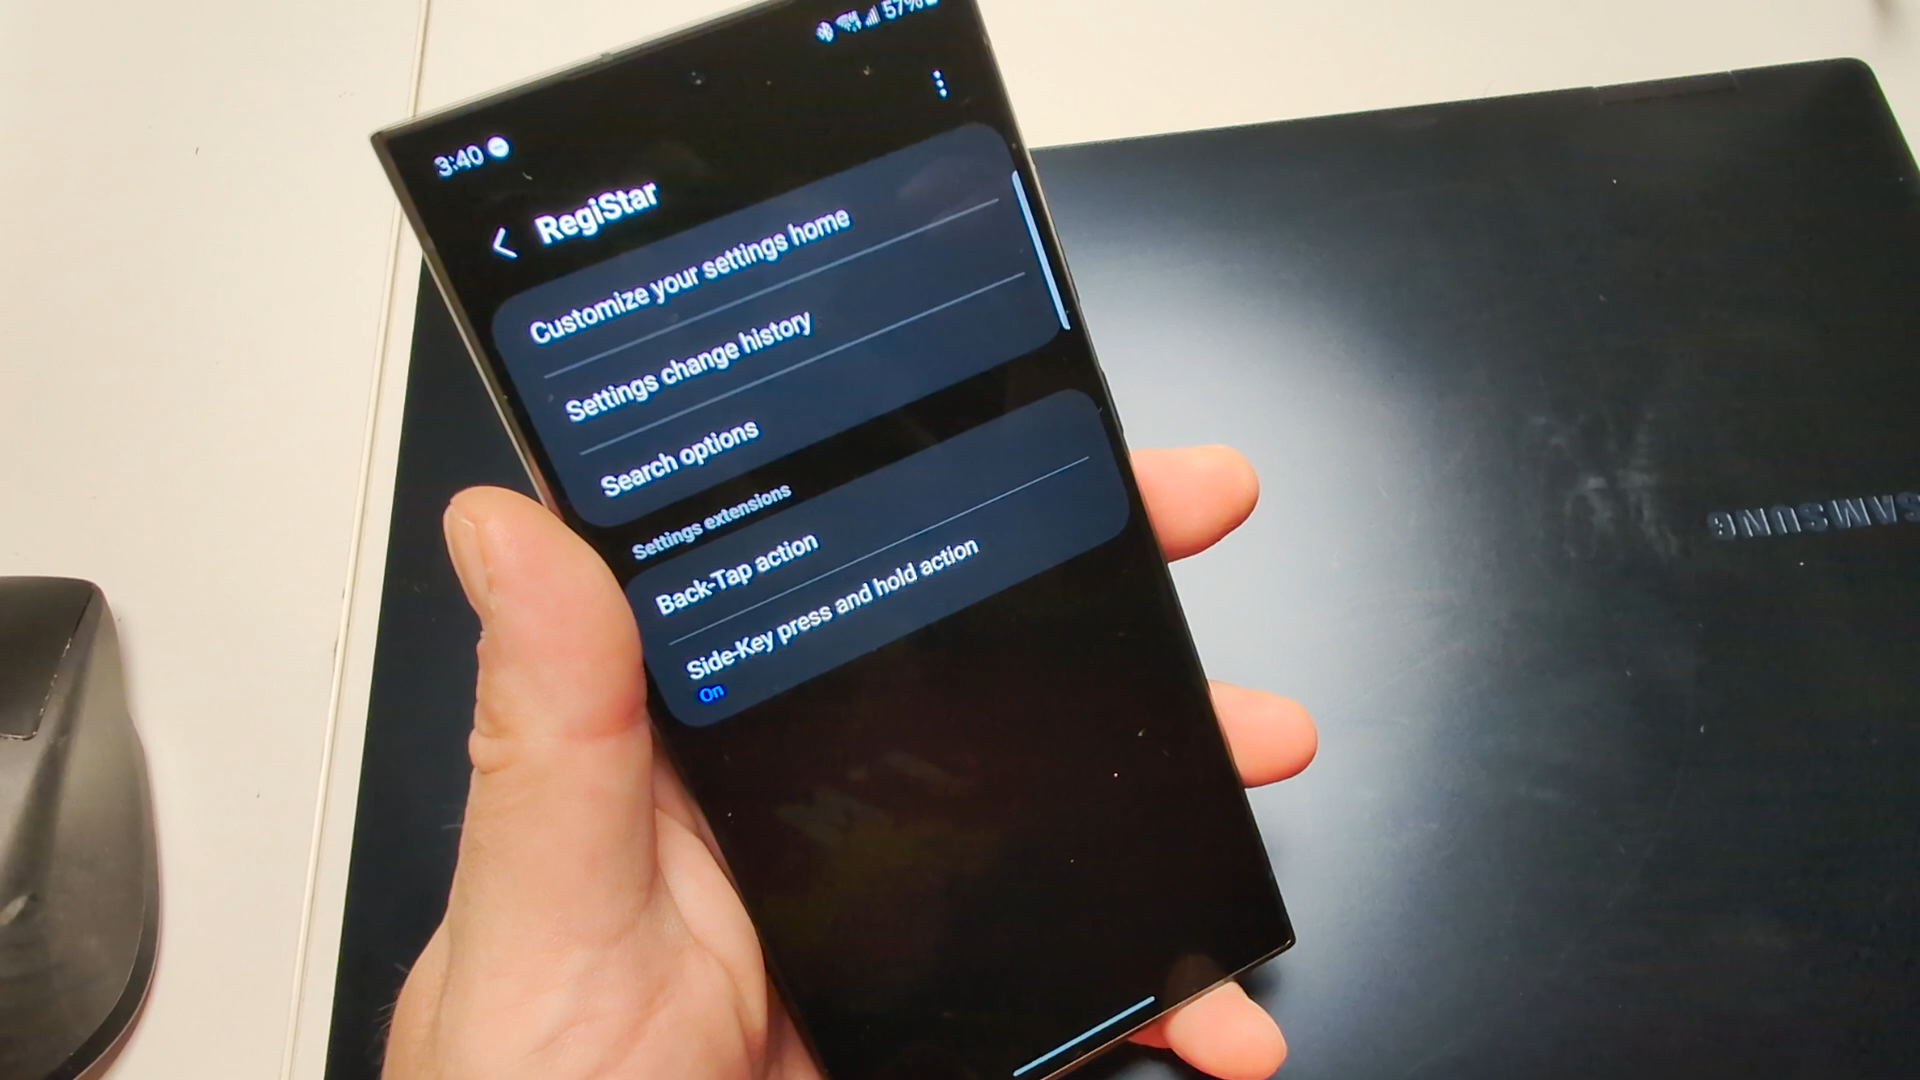 57%
3:40
RegiStar
Customize your settings home
Settings change history
Search options
Settings extensions
Back-Tap action
Side-Key press and hold action
On
SAMSUNG